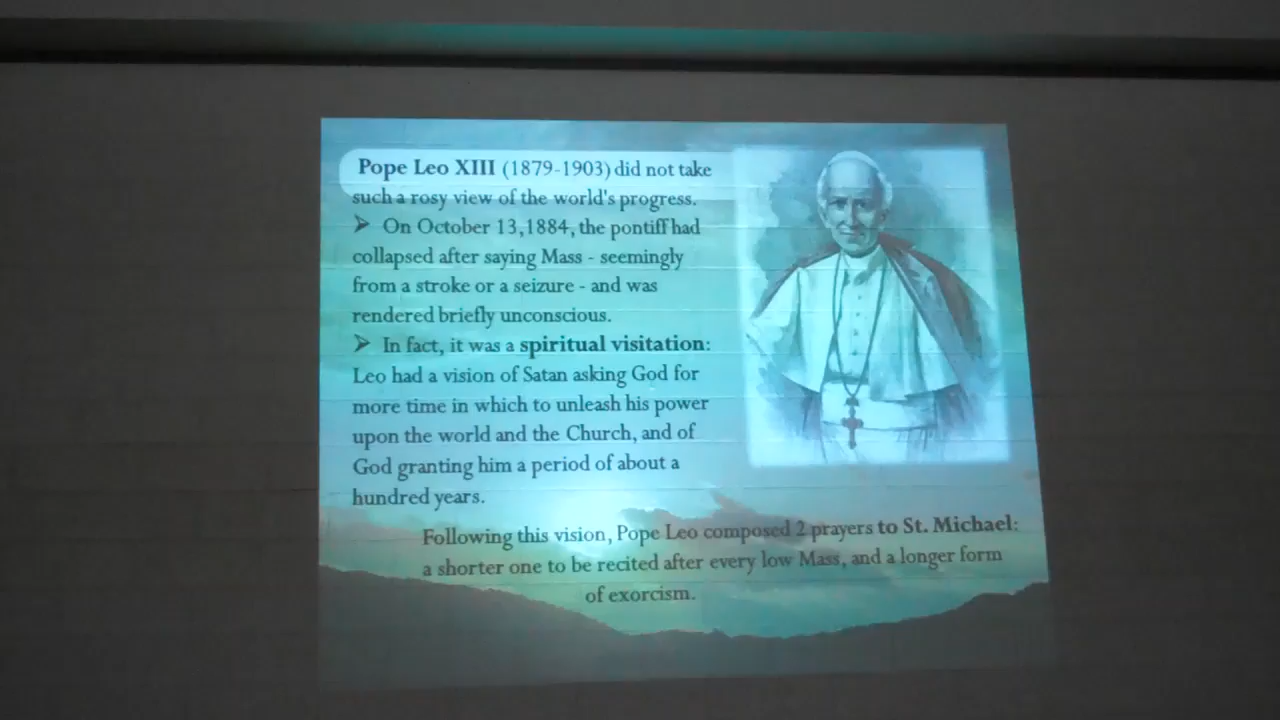 Pope Leo XIII (1879-1903) did not take
such a rosy view of the world's progress.
➢ On October 13,1884, the pontiff had
collapsed after saying Mass - seemingly
from a stroke or a seizure - and was
rendered briefly unconscious.
➢ In fact, it was a spiritual visitation:
Leo had a vision of Satan asking God for
more time in which to unleash his power
upon the world and the Church, and of
God granting him a period of about a
hundred years.
Following this vision, Pope Leo composed 2 prayers to St. Michael:
a shorter one to be recited after every low Mass, and a longer form
of exorcism.